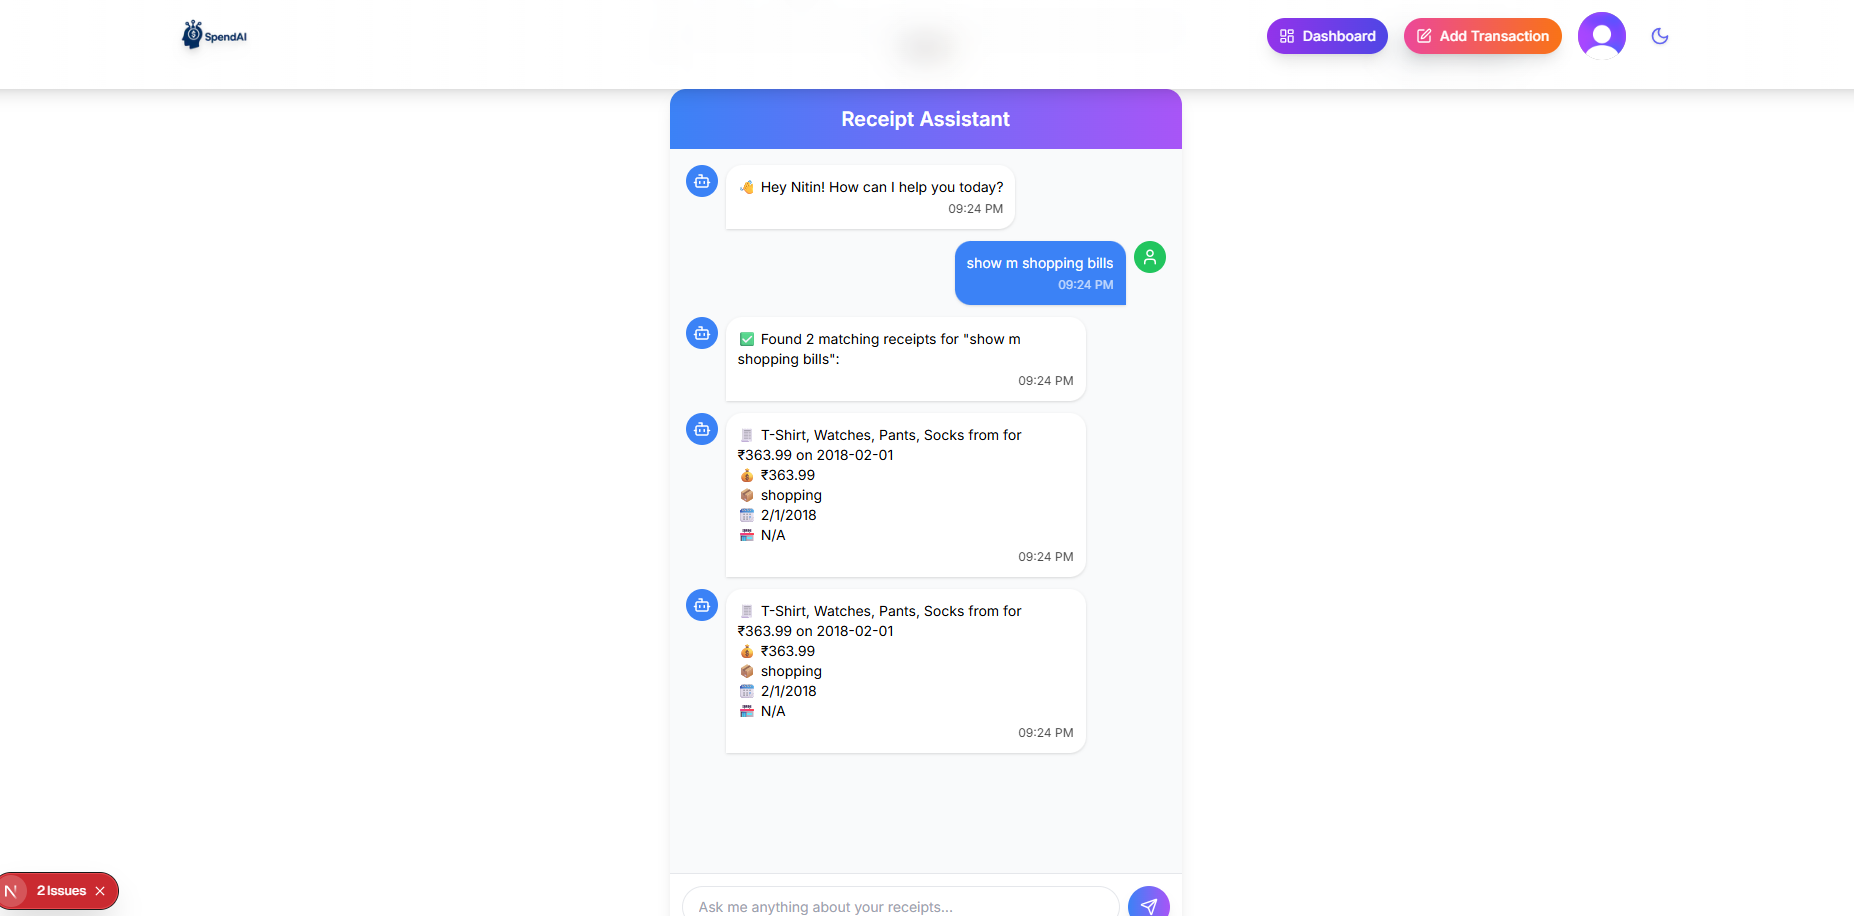 SpendAI
Dashboard
Add Transaction
Receipt Assistant
👋 Hey Nitin! How can I help you today?
09:24 PM
show m shopping bills
09:24 PM
✅ Found 2 matching receipts for "show m
shopping bills":
09:24 PM
🧾 T-Shirt, Watches, Pants, Socks from for
₹363.99 on 2018-02-01
💰 ₹363.99
📦 shopping
🗓️ 2/1/2018
🏪 N/A
09:24 PM
🧾 T-Shirt, Watches, Pants, Socks from for
₹363.99 on 2018-02-01
💰 ₹363.99
📦 shopping
🗓️ 2/1/2018
🏪 N/A
09:24 PM
N 2 Issues
Ask me anything about your receipts...